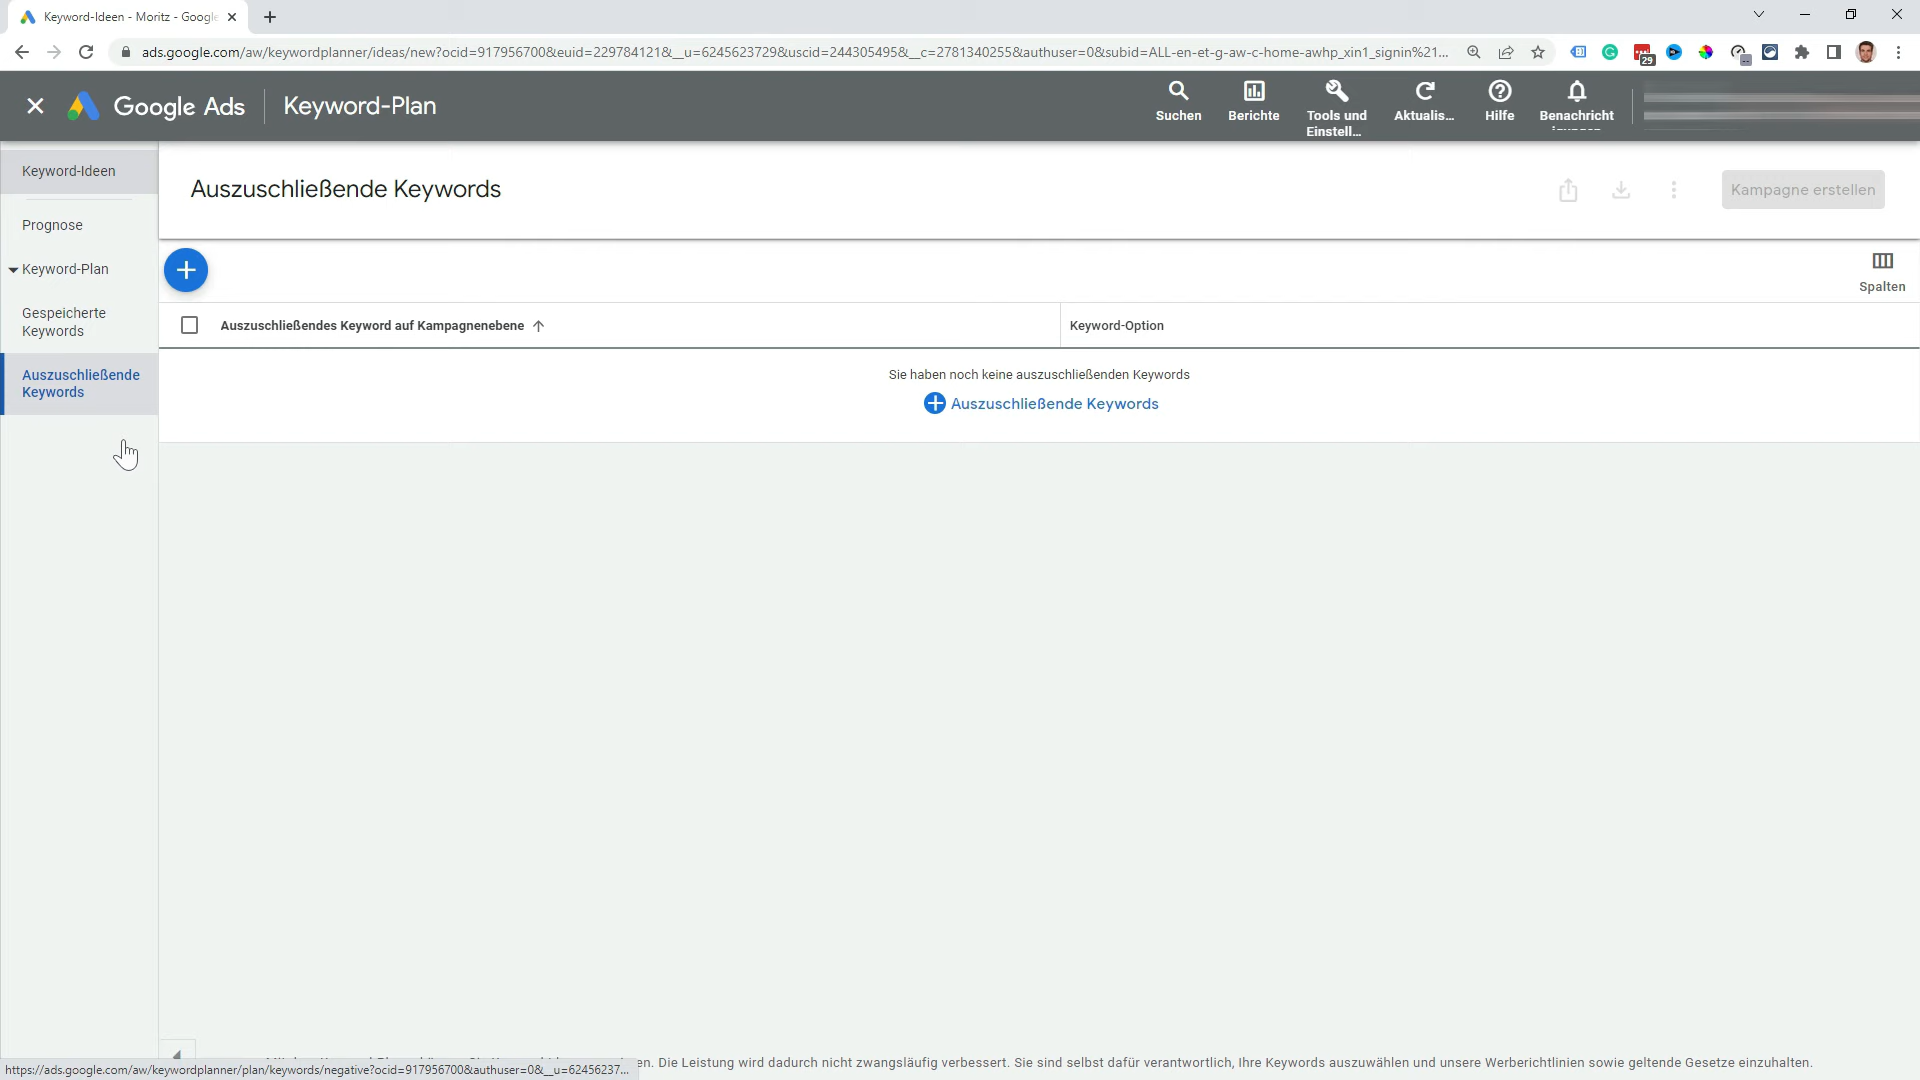 Keyword-Ideen - Moritz - Google
ads.google.com/aw/keywordplanner/ideas/new?ocid=917956700&euid=229784121&__u=6245623729&uscid=244305495&__c=2781340255&authuser=0&subid=ALL-en-et-g-aw-c-home-awhp_xin1_signin%21...
29
Google Ads
Keyword-Plan
Suchen
Berichte
Tools und
Einstell...
Aktualis...
Hilfe
Benachricht
Keyword-Ideen
Prognose
Keyword-Plan
Gespeicherte
Keywords
Auszuschließende
Keywords
Auszuschließende Keywords
Kampagne erstellen
Spalten
Auszuschließendes Keyword auf Kampagnenebene
Keyword-Option
Sie haben noch keine auszuschließenden Keywords
Auszuschließende Keywords
en. Die Leistung wird dadurch nicht zwangsläufig verbessert. Sie sind selbst dafür verantwortlich, Ihre Keywords auszuwählen und unsere Werberichtlinien sowie geltende Gesetze einzuhalten.
https://ads.google.com/aw/keywordplanner/plan/keywords/negative?ocid=917956700&authuser=0&__u=62456237...